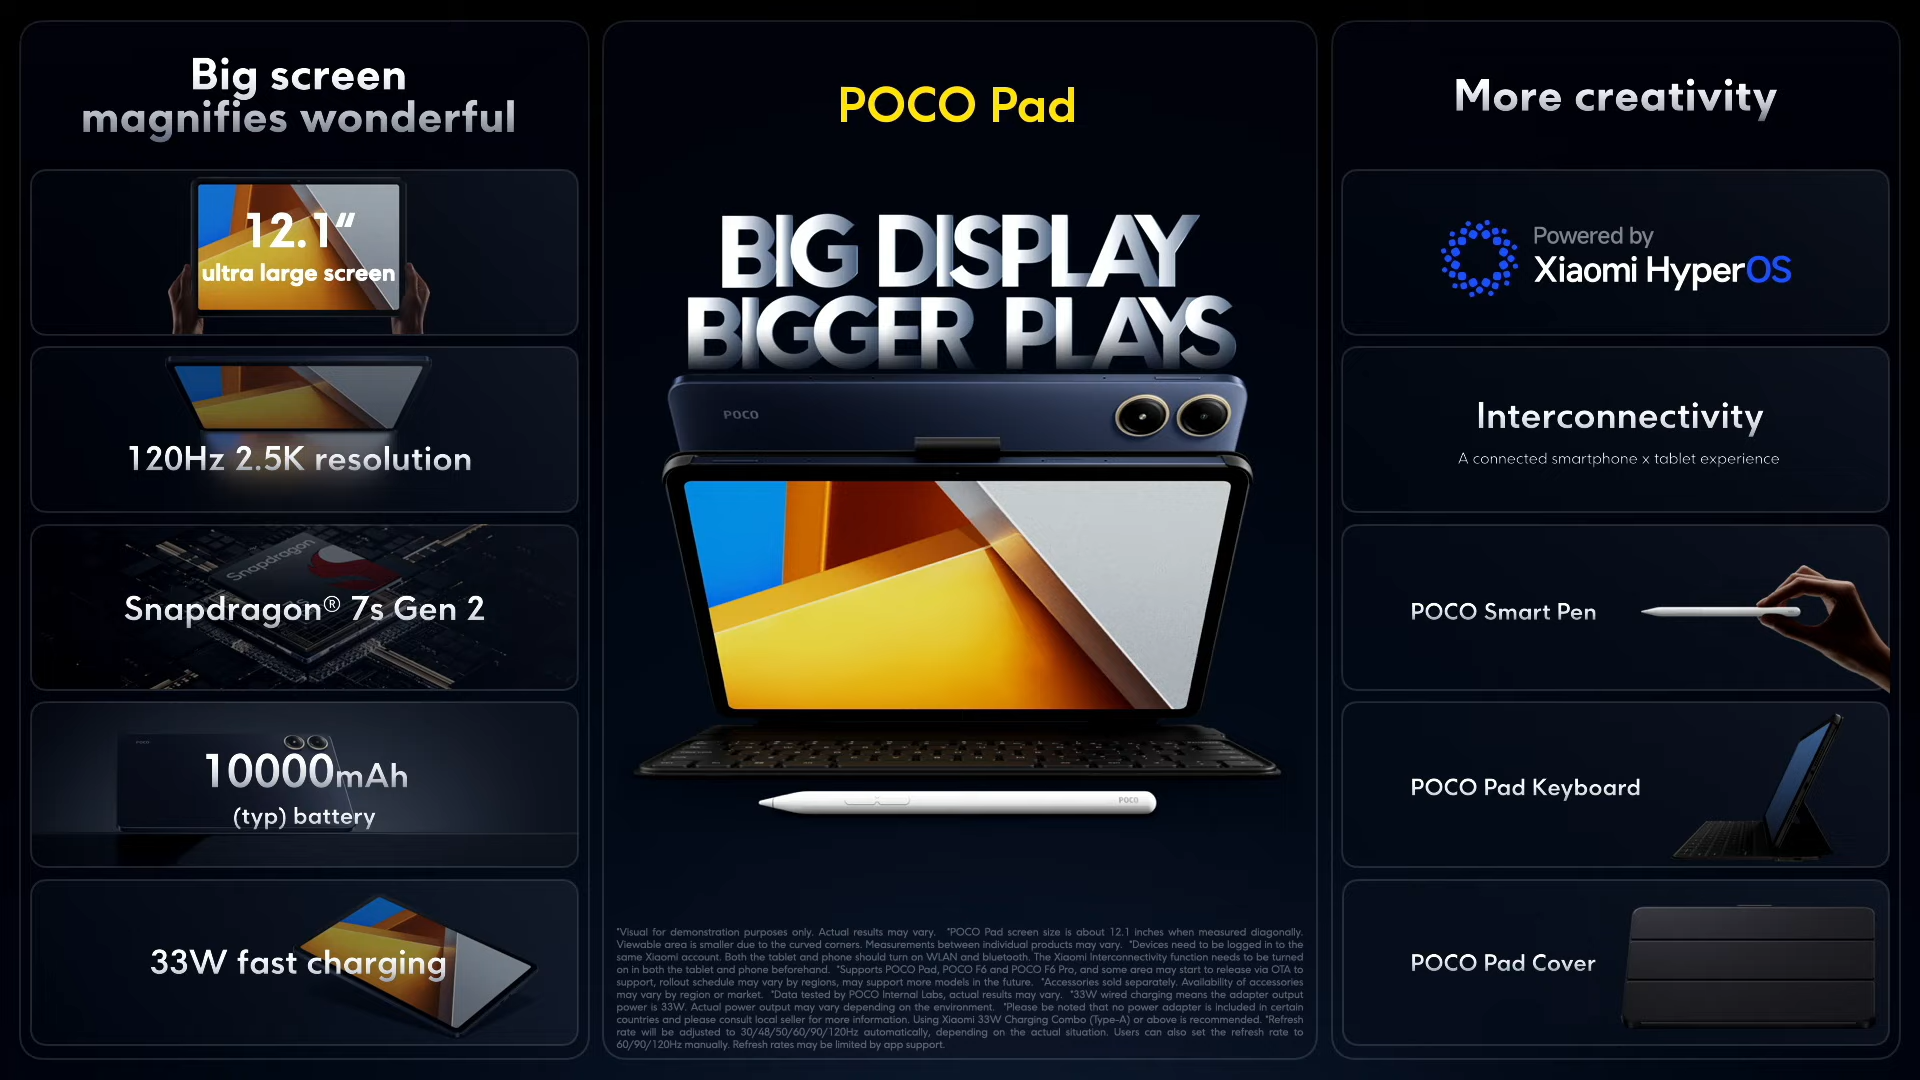 Big screen
magnifies wonderful
12.1"
ultra large screen
120Hz 2.5K resolution
Snapdragon
Snapdragon® 7s Gen 2
10000mAh
(typ) battery
33W fast charging
POCO Pad
BIG DISPLAY
BIGGER PLAYS
POCO
POCO
*Visual for demonstration purposes only. Actual results may vary. *POCO Pad screen size is about 12.1 inches when measured diagonally.
Viewable area is smaller due to the curved corners. Measurements between individual products may vary. *Devices need to be logged in to the
same Xiaomi account. Both the tablet and phone should turn on WLAN and bluetooth. The Xiaomi Interconnectivity function needs to be turned
on in both the tablet and phone beforehand. *Supports POCO Pad, POCO F6 and POCO F6 Pro, and some area may start to release via OTA to
support, rollout schedule may vary by regions, may support more models in the future. *Accessories sold separately. Availability of accessories
may vary by region or market. *Data tested by POCO Internal Labs, actual results may vary. *33W wired charging means the adapter output
power is 33W. Actual power output may vary depending on the environment. *Please be noted that no power adapter is included in certain
countries and please consult local seller for more information. Using Xiaomi 33W Charging Combo (Type-A) or above is recommended. *Refresh
rate will be adjusted to 30/48/50/60/90/120Hz automatically, depending on the actual situation. Users can also set the refresh rate to
60/90/120Hz manually. Refresh rates may be limited by app support.
More creativity
Powered by
Xiaomi HyperOS
Interconnectivity
A connected smartphone x tablet experience
POCO Smart Pen
POCO Pad Keyboard
POCO Pad Cover